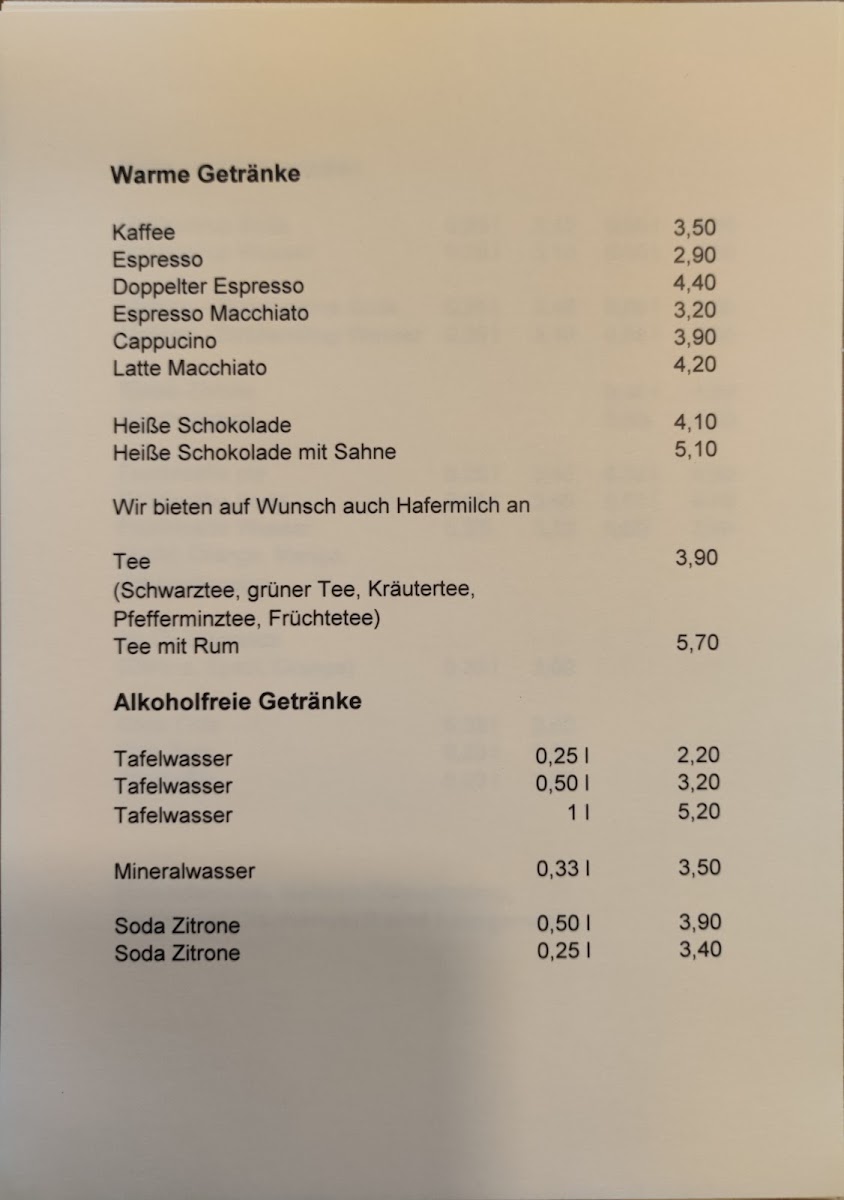 Warme Getränke
Kaffee 3,50
Espresso 2,90
Doppelter Espresso 4,40
Espresso Macchiato 3,20
Cappucino 3,90
Latte Macchiato 4,20
Heiße Schokolade 4,10
Heiße Schokolade mit Sahne 5,10
Wir bieten auf Wunsch auch Hafermilch an
Tee 3,90
(Schwarztee, grüner Tee, Kräutertee,
Pfefferminztee, Früchtetee)
Tee mit Rum 5,70
Alkoholfreie Getränke
Tafelwasser 0,25 l 2,20
Tafelwasser 0,50 l 3,20
Tafelwasser 1 l 5,20
Mineralwasser 0,33 l 3,50
Soda Zitrone 0,50 l 3,90
Soda Zitrone 0,25 l 3,40